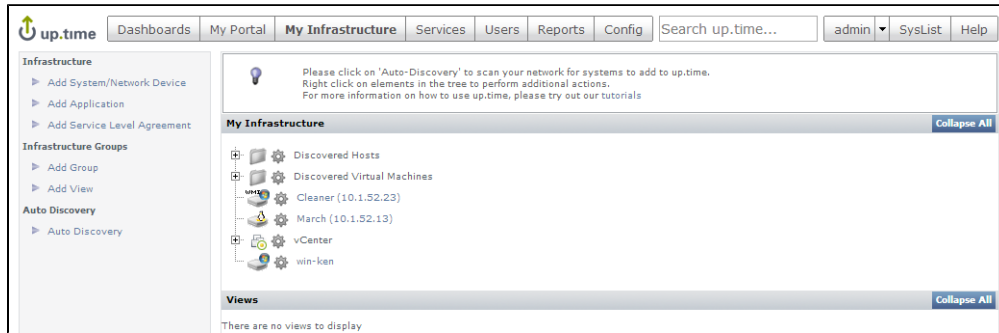 up.time Dashboards My Portal My Infrastructure Services Users Reports Config Search up.time... admin SysList Help
Infrastructure
Add System/Network Device
Add Application
Add Service Level Agreement
Infrastructure Groups
Add Group
Add View
Auto Discovery
Auto Discovery
Please click on 'Auto-Discovery' to scan your network for systems to add to up.time.
Right click on elements in the tree to perform additional actions.
For more information on how to use up.time, please try out our tutorials
My Infrastructure Collapse All
Discovered Hosts
Discovered Virtual Machines
WMI Cleaner (10.1.52.23)
March (10.1.52.13)
vCenter
win-ken
Views Collapse All
There are no views to display